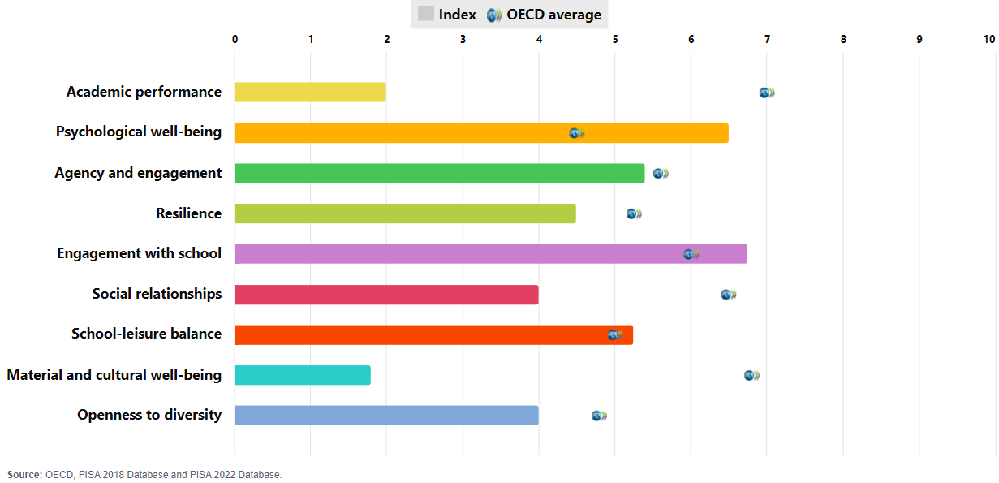 Index OECD average
0 1 2 3 4 5 6 7 8 9 10
Academic performance
Psychological well-being
Agency and engagement
Resilience
Engagement with school
Social relationships
School-leisure balance
Material and cultural well-being
Openness to diversity
Source: OECD, PISA 2018 Database and PISA 2022 Database.